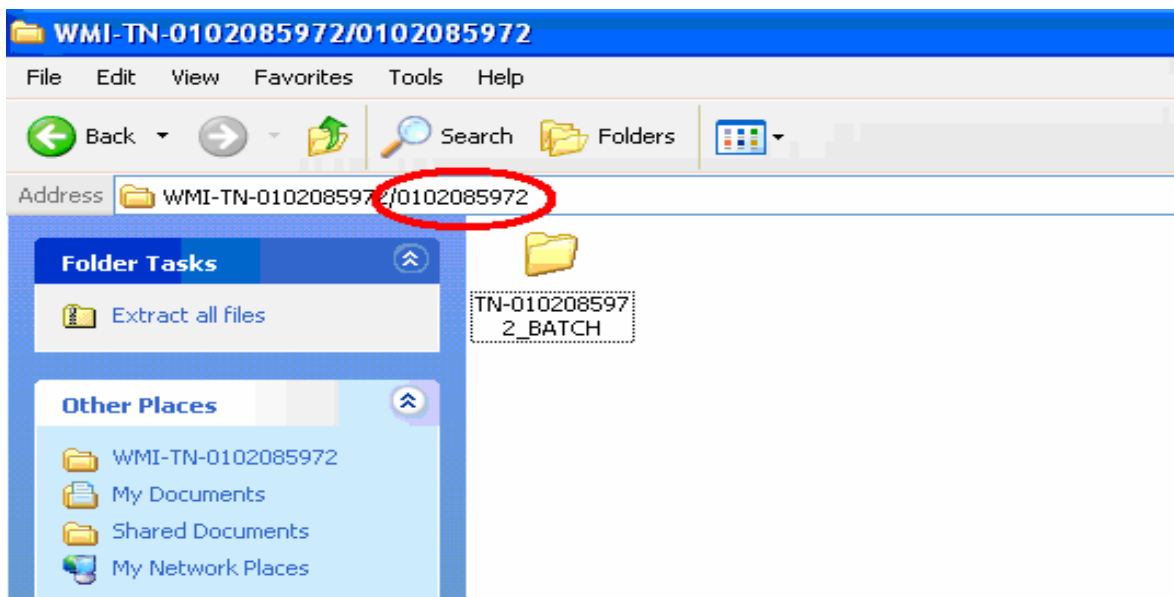 WMI-TN-0102085972/0102085972
File Edit View Favorites Tools Help
Back Search Folders
Address WMI-TN-0102085972/0102085972
Folder Tasks
Extract all files
TN-010208597
2_BATCH
Other Places
WMI-TN-0102085972
My Documents
Shared Documents
My Network Places